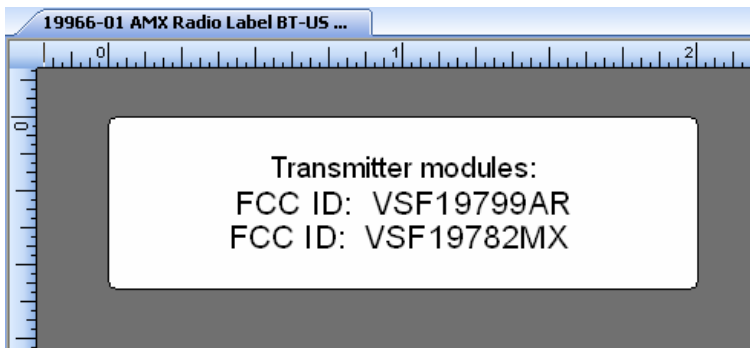 19966-01 AMX Radio Label BT-US ...
0 1 2
0
Transmitter modules:
FCC ID: VSF19799AR
FCC ID: VSF19782MX